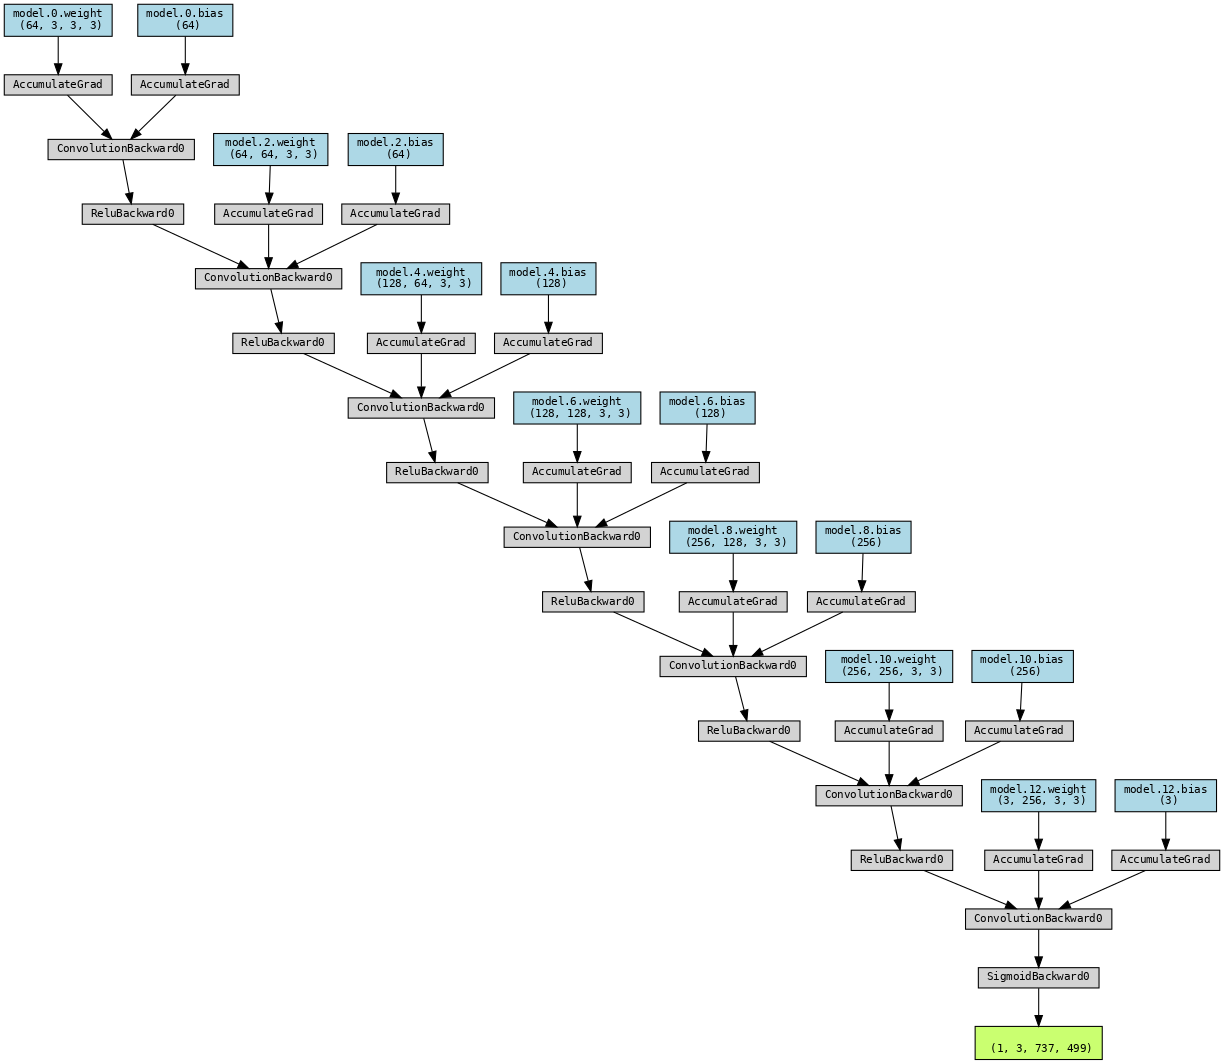 model.0.weight
(64, 3, 3, 3)
model.0.bias
(64)
AccumulateGrad
AccumulateGrad
ConvolutionBackward0
model.2.weight
(64, 64, 3, 3)
model.2.bias
(64)
ReluBackward0
AccumulateGrad
AccumulateGrad
ConvolutionBackward0
model.4.weight
(128, 64, 3, 3)
model.4.bias
(128)
ReluBackward0
AccumulateGrad
AccumulateGrad
ConvolutionBackward0
model.6.weight
(128, 128, 3, 3)
model.6.bias
(128)
ReluBackward0
AccumulateGrad
AccumulateGrad
ConvolutionBackward0
model.8.weight
(256, 128, 3, 3)
model.8.bias
(256)
ReluBackward0
AccumulateGrad
AccumulateGrad
ConvolutionBackward0
model.10.weight
(256, 256, 3, 3)
model.10.bias
(256)
ReluBackward0
AccumulateGrad
AccumulateGrad
ConvolutionBackward0
model.12.weight
(3, 256, 3, 3)
model.12.bias
(3)
ReluBackward0
AccumulateGrad
AccumulateGrad
ConvolutionBackward0
SigmoidBackward0
(1, 3, 737, 499)